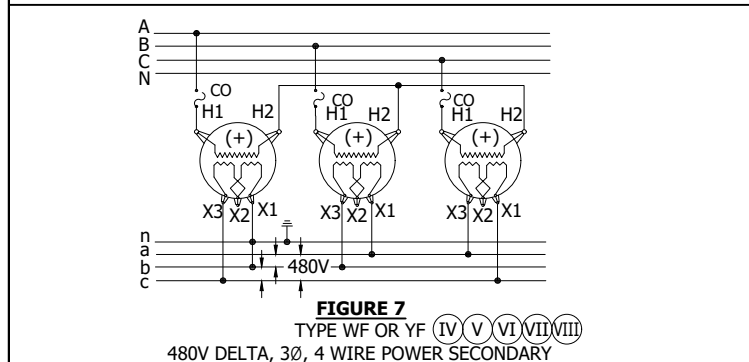 A
B
C
N
CO CO CO
H1 H2 H1 H2 H1 H2
(+) (+) (+)
X3 X2 X1 X3 X2 X1 X3 X2 X1
n
a
b 480V
c
FIGURE 7
TYPE WF OR YF IV V VI VII VIII
480V DELTA, 3Ø, 4 WIRE POWER SECONDARY